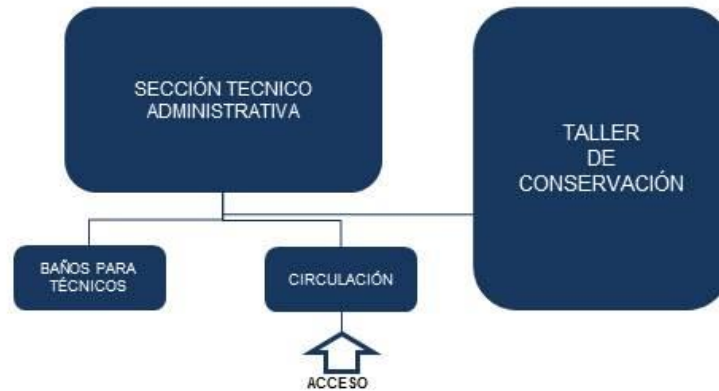 SECCIÓN TECNICO
ADMINISTRATIVA
TALLER
DE
CONSERVACIÓN
BAÑOS PARA
TÉCNICOS
CIRCULACIÓN
ACCESO